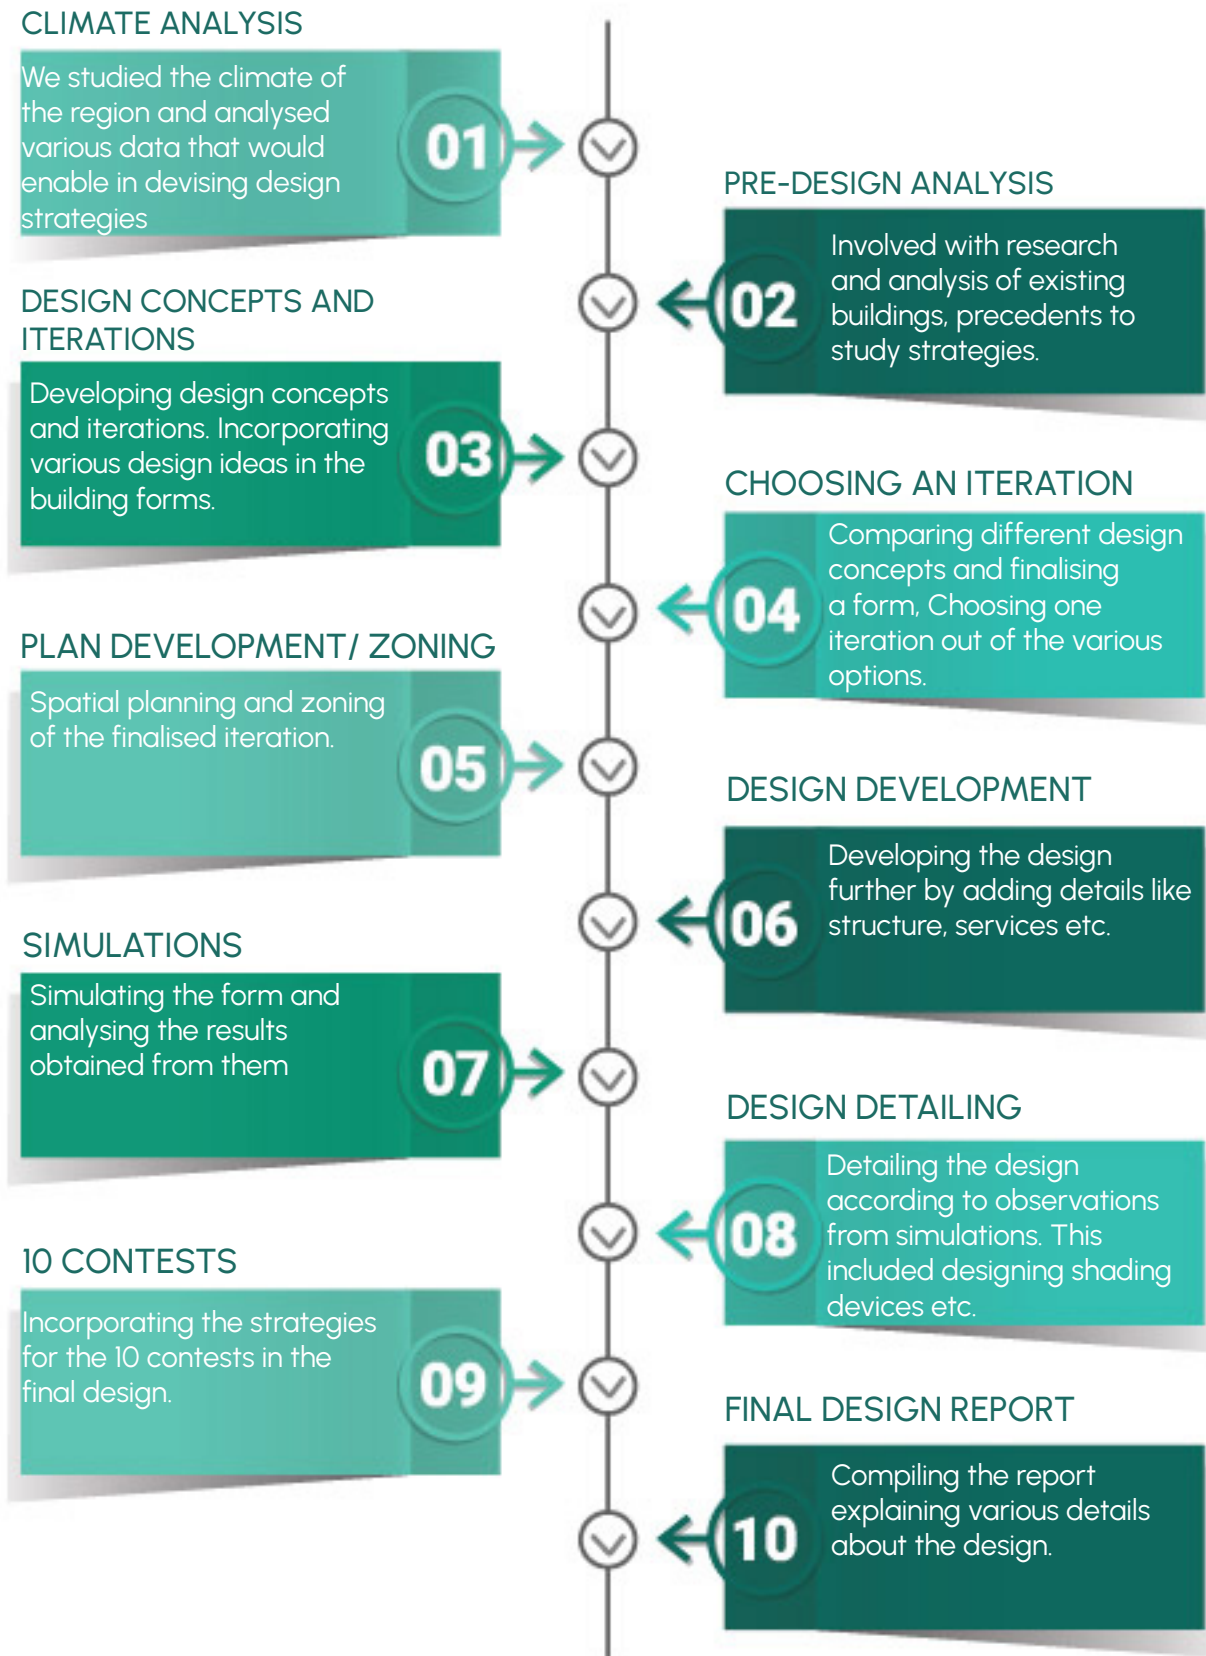 CLIMATE ANALYSIS
We studied the climate of
the region and analysed
various data that would
enable in devising design
strategies
01
PRE-DESIGN ANALYSIS
Involved with research
and analysis of existing
buildings, precedents to
study strategies.
02
DESIGN CONCEPTS AND
ITERATIONS
Developing design concepts
and iterations. Incorporating
various design ideas in the
building forms.
03
CHOOSING AN ITERATION
Comparing different design
concepts and finalising
a form, Choosing one
iteration out of the various
options.
04
PLAN DEVELOPMENT/ ZONING
Spatial planning and zoning
of the finalised iteration.
05
DESIGN DEVELOPMENT
Developing the design
further by adding details like
structure, services etc.
06
SIMULATIONS
Simulating the form and
analysing the results
obtained from them
07
DESIGN DETAILING
Detailing the design
according to observations
from simulations. This
included designing shading
devices etc.
08
10 CONTESTS
Incorporating the strategies
for the 10 contests in the
final design.
09
FINAL DESIGN REPORT
Compiling the report
explaining various details
about the design.
10